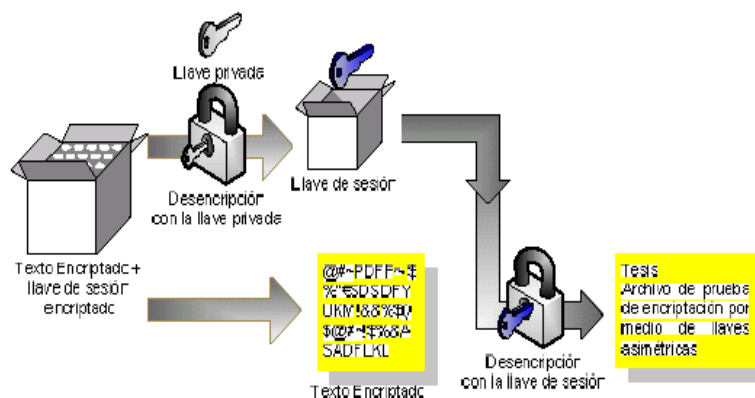 Llave privada
Desencripción
con la llave privada
Llave de sesión
Texto Encriptado +
llave de sesión
encriptado
@#~PDFF~$
SDSDFY
SADFLKL
Texto Encriptado
Desencripción
con la llave de sesión
Tesis
Archivo de prueba
de encriptación por
medio de llaves
asimétricas